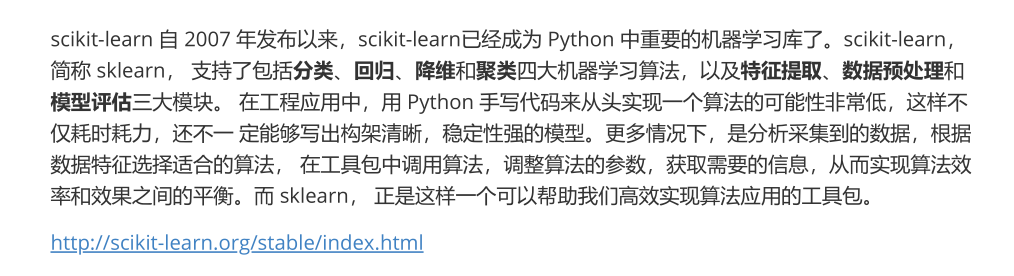 scikit-learn 自 2007 年发布以来，scikit-learn已经成为 Python 中重要的机器学习库了。scikit-learn，
简称 sklearn， 支持了包括分类、回归、降维和聚类四大机器学习算法，以及特征提取、数据预处理和
模型评估三大模块。 在工程应用中，用 Python 手写代码来从头实现一个算法的可能性非常低，这样不
仅耗时耗力，还不一 定能够写出构架清晰，稳定性强的模型。更多情况下，是分析采集到的数据，根据
数据特征选择适合的算法， 在工具包中调用算法，调整算法的参数，获取需要的信息，从而实现算法效
率和效果之间的平衡。而 sklearn， 正是这样一个可以帮助我们高效实现算法应用的工具包。
http://scikit-learn.org/stable/index.html